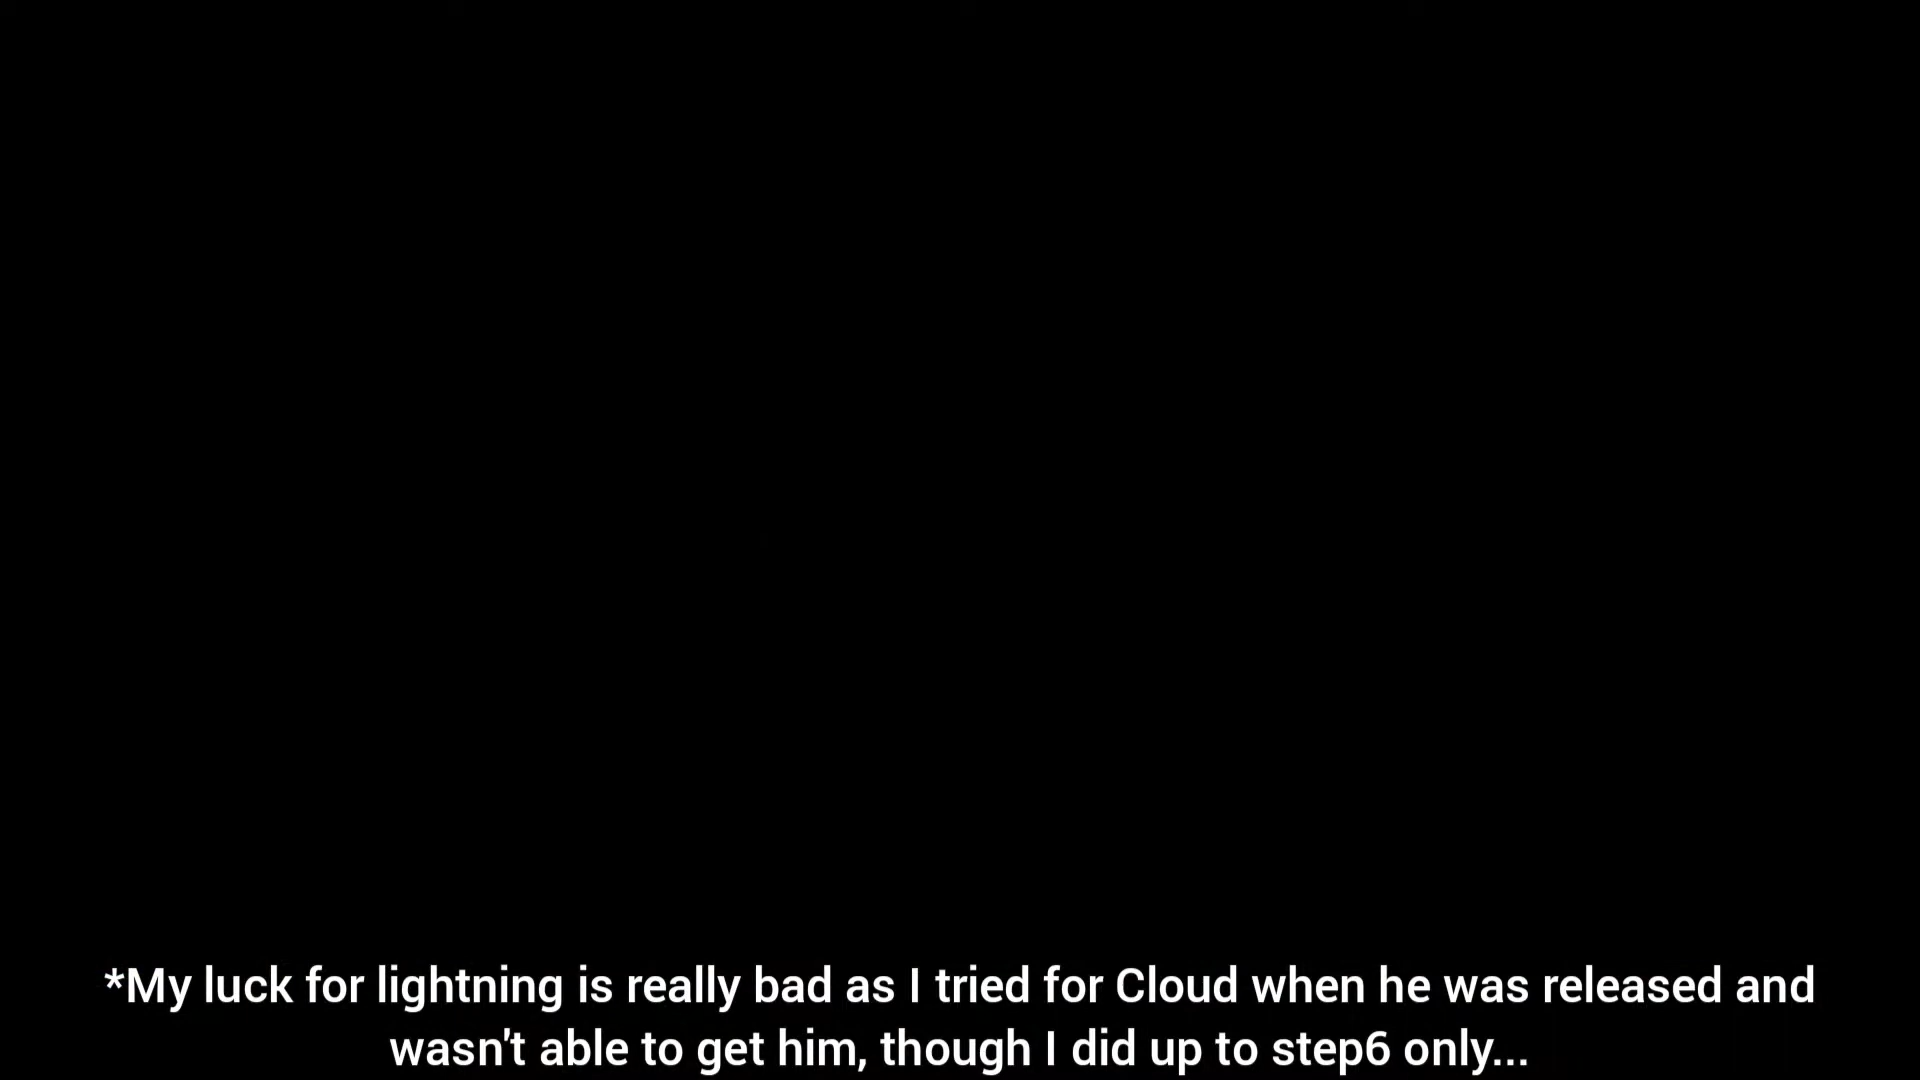 *My luck for lightning is really bad as I tried for Cloud when he was released and
wasn't able to get him, though I did up to step6 only...